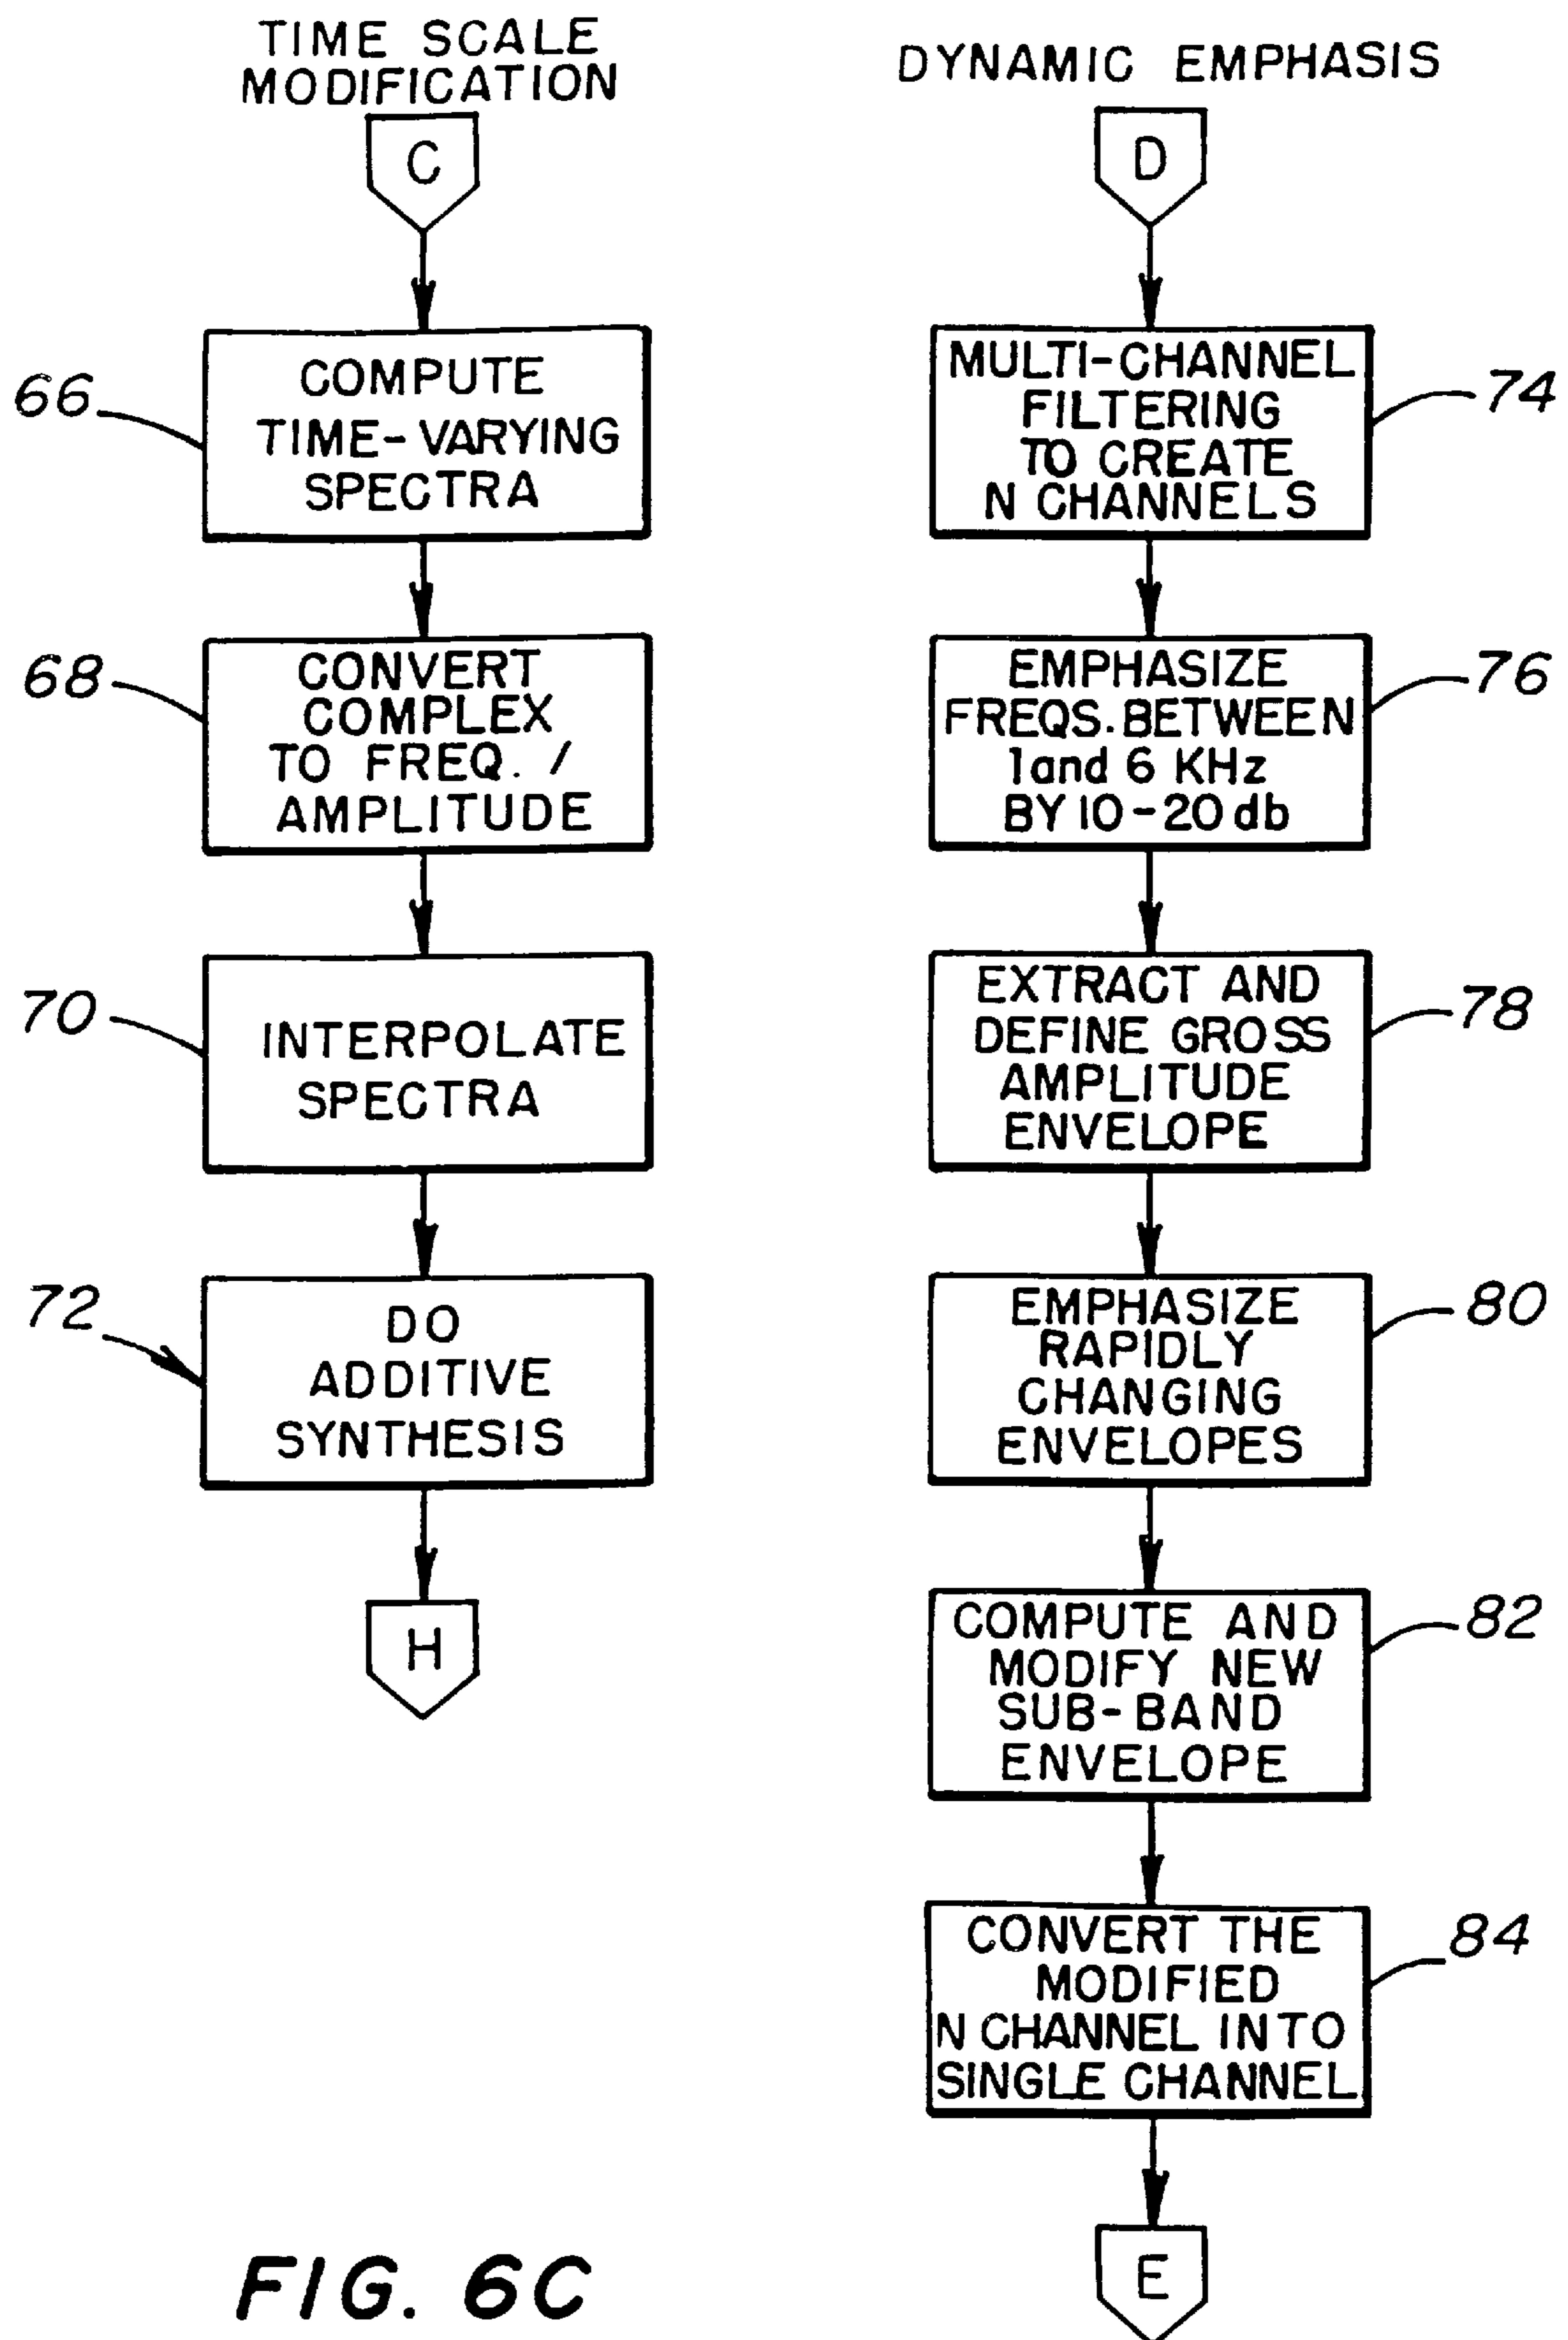 TIME SCALE
MODIFICATION
C
66
COMPUTE
TIME-VARYING
SPECTRA
68
CONVERT
COMPLEX
TO FREQ. /
AMPLITUDE
70
INTERPOLATE
SPECTRA
72
DO
ADDITIVE
SYNTHESIS
H
DYNAMIC EMPHASIS
D
MULTI-CHANNEL
FILTERING
TO CREATE
N CHANNELS
74
EMPHASIZE
FREQS. BETWEEN
1 and 6 KHz
BY 10-20 db
76
EXTRACT AND
DEFINE GROSS
AMPLITUDE
ENVELOPE
78
EMPHASIZE
RAPIDLY
CHANGING
ENVELOPES
80
COMPUTE AND
MODIFY NEW
SUB-BAND
ENVELOPE
82
CONVERT THE
MODIFIED
N CHANNEL INTO
SINGLE CHANNEL
84
E
FIG. 6C